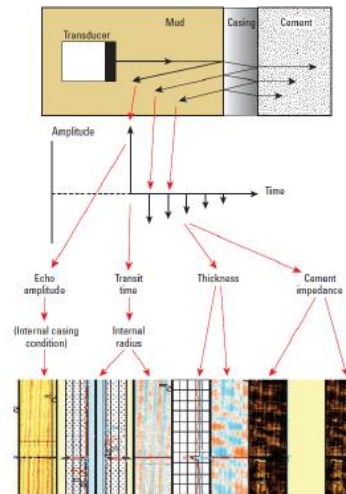 Mud
Casing
Cement
Transducer
Amplitude
Time
Echo
amplitude
Transit
time
Thickness
Cement
impedance
(Internal casing
condition)
Internal
radius